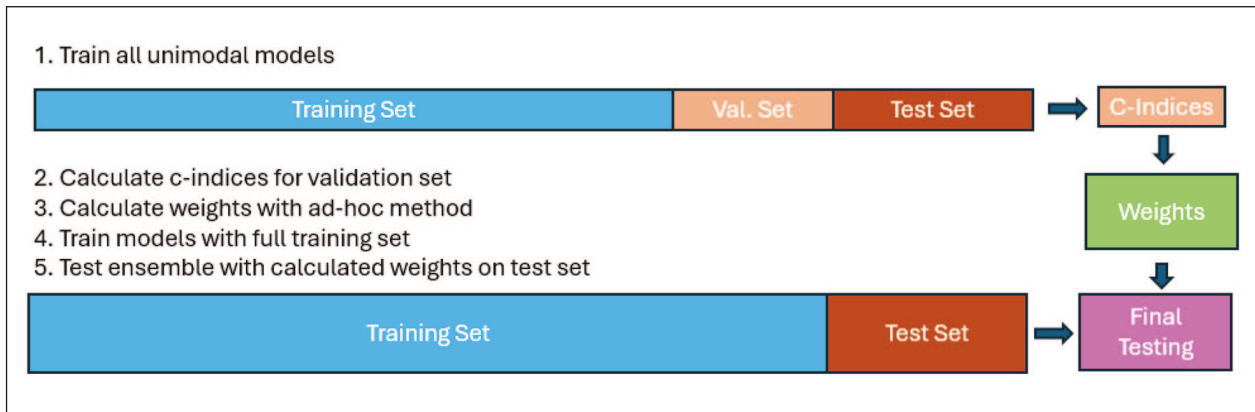 1. Train all unimodal models
Training Set
Val. Set
Test Set
C-Indices
2. Calculate c-indices for validation set
3. Calculate weights with ad-hoc method
4. Train models with full training set
5. Test ensemble with calculated weights on test set
Weights
Training Set
Test Set
Final
Testing